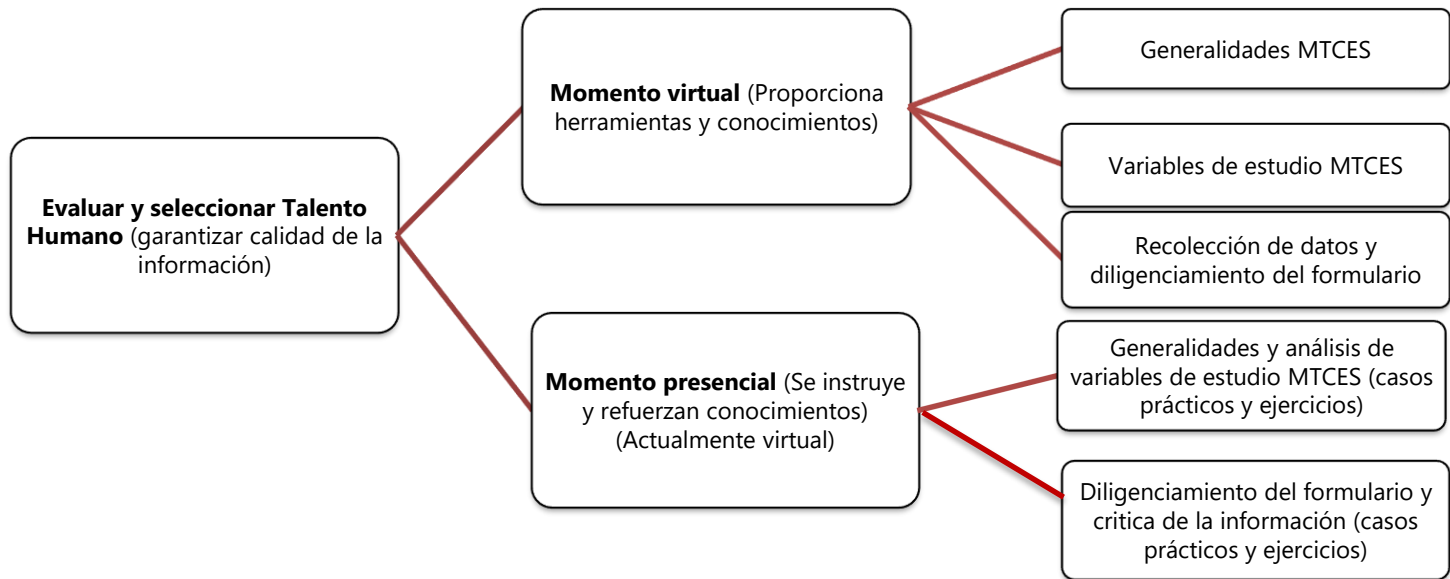 Evaluar y seleccionar Talento
Humano (garantizar calidad de la
información)
Momento virtual (Proporciona
herramientas y conocimientos)
Generalidades MTCES
Variables de estudio MTCES
Recolección de datos y
diligenciamiento del formulario
Momento presencial (Se instruye
y refuerzan conocimientos)
(Actualmente virtual)
Generalidades y análisis de
variables de estudio MTCES (casos
prácticos y ejercicios)
Diligenciamiento del formulario y
critica de la información (casos
prácticos y ejercicios)